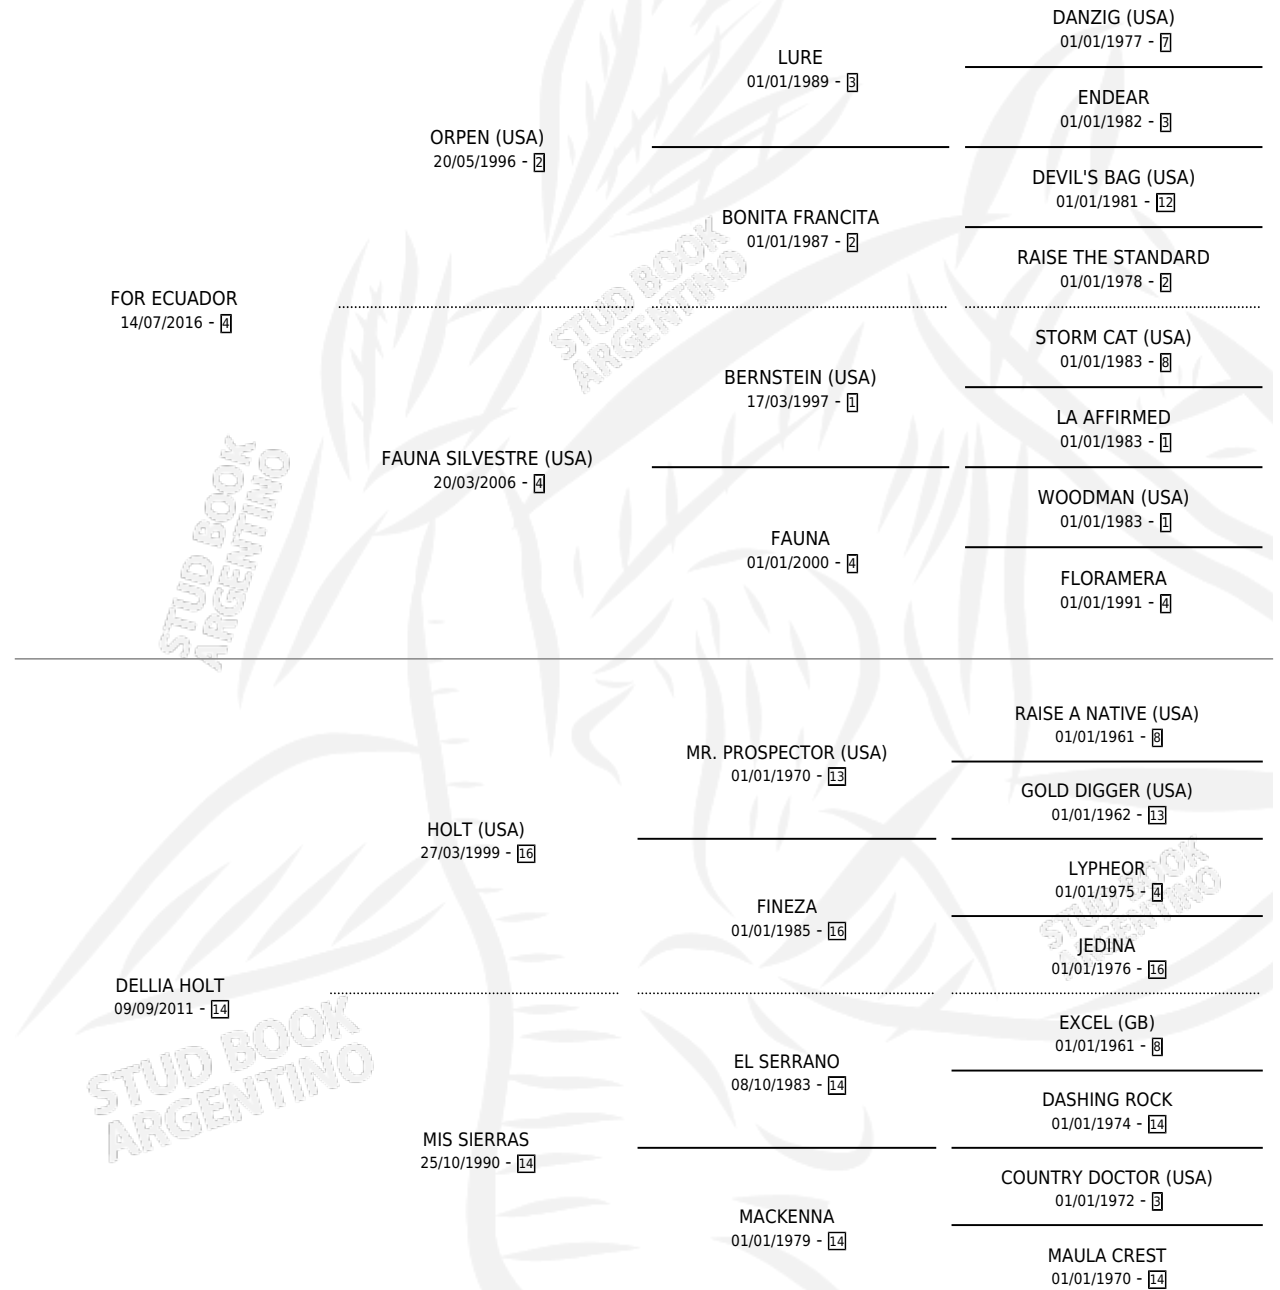 DANZIG (USA)
01/01/1977 - 7
LURE
01/01/1989 - 3
ENDEAR
01/01/1982 - 3
ORPEN (USA)
20/05/1996 - 2
DEVIL'S BAG (USA)
01/01/1981 - 12
BONITA FRANCITA
01/01/1987 - 2
RAISE THE STANDARD
01/01/1978 - 2
FOR ECUADOR
14/07/2016 - 4
STORM CAT (USA)
01/01/1983 - 8
BERNSTEIN (USA)
17/03/1997 - 1
LA AFFIRMED
01/01/1983 - 1
FAUNA SILVESTRE (USA)
20/03/2006 - 4
WOODMAN (USA)
01/01/1983 - 1
FAUNA
01/01/2000 - 4
FLORAMERA
01/01/1991 - 4
STUD BOOK
ARGENTINO
STUD BOOK
ARGENTINO
RAISE A NATIVE (USA)
01/01/1961 - 8
MR. PROSPECTOR (USA)
01/01/1970 - 13
GOLD DIGGER (USA)
01/01/1962 - 13
HOLT (USA)
27/03/1999 - 16
LYPHEOR
01/01/1975 - 4
FINEZA
01/01/1985 - 16
JEDINA
01/01/1976 - 16
DELLIA HOLT
09/09/2011 - 14
EXCEL (GB)
01/01/1961 - 8
EL SERRANO
08/10/1983 - 14
DASHING ROCK
01/01/1974 - 14
MIS SIERRAS
25/10/1990 - 14
COUNTRY DOCTOR (USA)
01/01/1972 - 3
MACKENNA
01/01/1979 - 14
MAULA CREST
01/01/1970 - 14
STUD BOOK
ARGENTINO
STUD BOOK
ARGENTINO